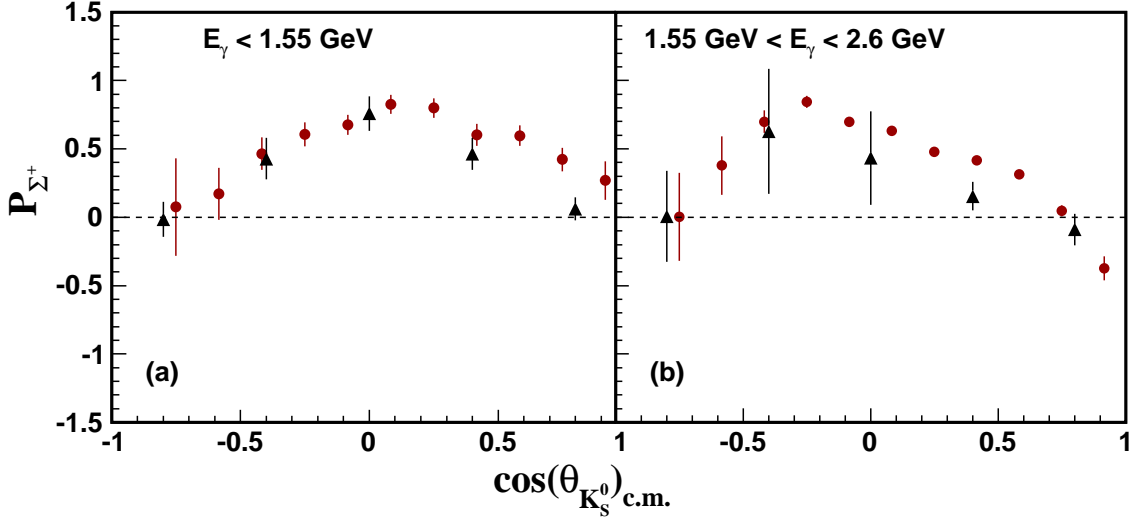 E_γ < 1.55 GeV
1.55 GeV < E_γ < 2.6 GeV
1.5
1
0.5
0
-0.5
-1
-1.5
P_Σ⁺
(a)
(b)
-1 -0.5 0 0.5 1 -0.5 0 0.5 1
cos(θ_{K_S^0})_{c.m.}